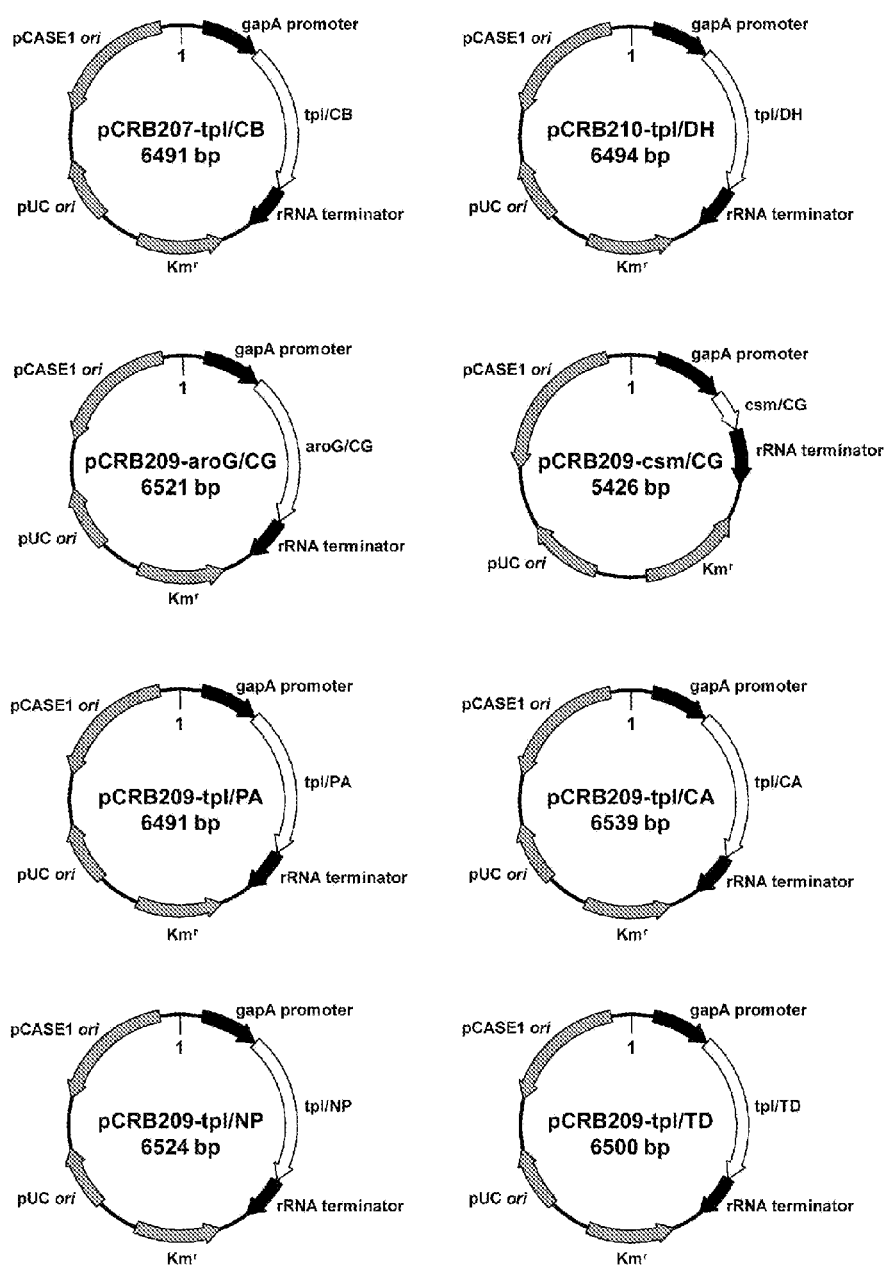 gapA promoter
pCASE1 ori
1
tpl/CB
pCRB207-tpl/CB
6491 bp
pUC ori
rRNA terminator
Kmʳ
gapA promoter
pCASE1 ori
1
tpl/DH
pCRB210-tpl/DH
6494 bp
pUC ori
rRNA terminator
Kmʳ
gapA promoter
pCASE1 ori
1
aroG/CG
pCRB209-aroG/CG
6521 bp
pUC ori
rRNA terminator
Kmʳ
gapA promoter
pCASE1 ori
1
csm/CG
rRNA terminator
pCRB209-csm/CG
5426 bp
pUC ori
Kmʳ
gapA promoter
pCASE1 ori
1
tpl/PA
pCRB209-tpl/PA
6491 bp
pUC ori
rRNA terminator
Kmʳ
gapA promoter
pCASE1 ori
1
tpl/CA
pCRB209-tpl/CA
6539 bp
pUC ori
rRNA terminator
Kmʳ
gapA promoter
pCASE1 ori
1
tpl/NP
pCRB209-tpl/NP
6524 bp
pUC ori
rRNA terminator
Kmʳ
gapA promoter
pCASE1 ori
1
tpl/TD
pCRB209-tpl/TD
6500 bp
pUC ori
rRNA terminator
Kmʳ